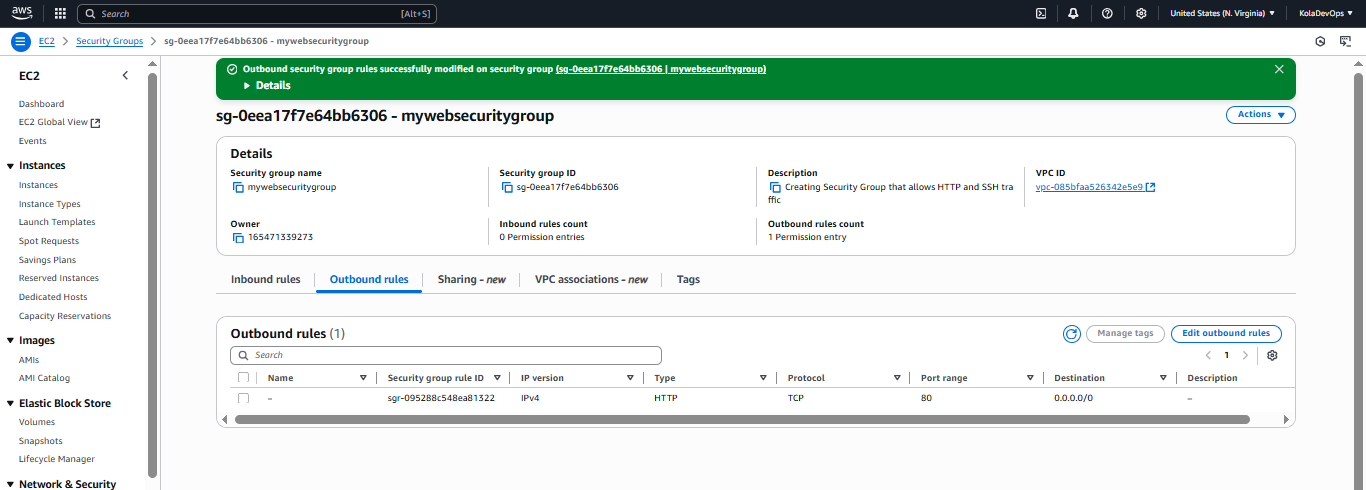 aws Search [Alt+S] United States (N. Virginia) KolaDevOps
EC2 > Security Groups > sg-0eea17f7e64bb6306 - mywebsecuritygroup
EC2
Dashboard
EC2 Global View
Events
Instances
Instances
Instance Types
Launch Templates
Spot Requests
Savings Plans
Reserved Instances
Dedicated Hosts
Capacity Reservations
Images
AMIs
AMI Catalog
Elastic Block Store
Volumes
Snapshots
Lifecycle Manager
Network & Security
Outbound security group rules successfully modified on security group (sg-0eea17f7e64bb6306 | mywebsecuritygroup)
Details
sg-0eea17f7e64bb6306 - mywebsecuritygroup
Actions
Details
Security group name
mywebsecuritygroup
Security group ID
sg-0eea17f7e64bb6306
Description
Creating Security Group that allows HTTP and SSH tra
ffic
VPC ID
vpc-085bfaa526342e5e9
Owner
165471339273
Inbound rules count
0 Permission entries
Outbound rules count
1 Permission entry
Inbound rules Outbound rules Sharing - new VPC associations - new Tags
Outbound rules (1)
Manage tags Edit outbound rules
Search
1
Name Security group rule ID IP version Type Protocol Port range Destination Description
– sgr-095288c548ea81322 IPv4 HTTP TCP 80 0.0.0.0/0 –